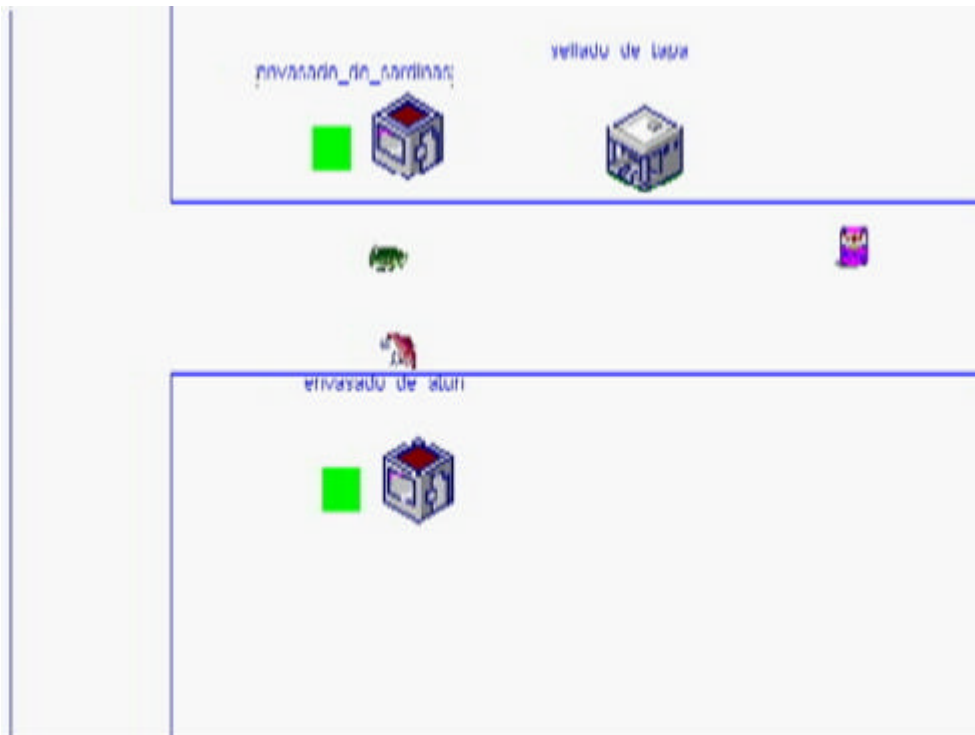 sellado de tapa
envasado_de_sardinas
envasado de atun